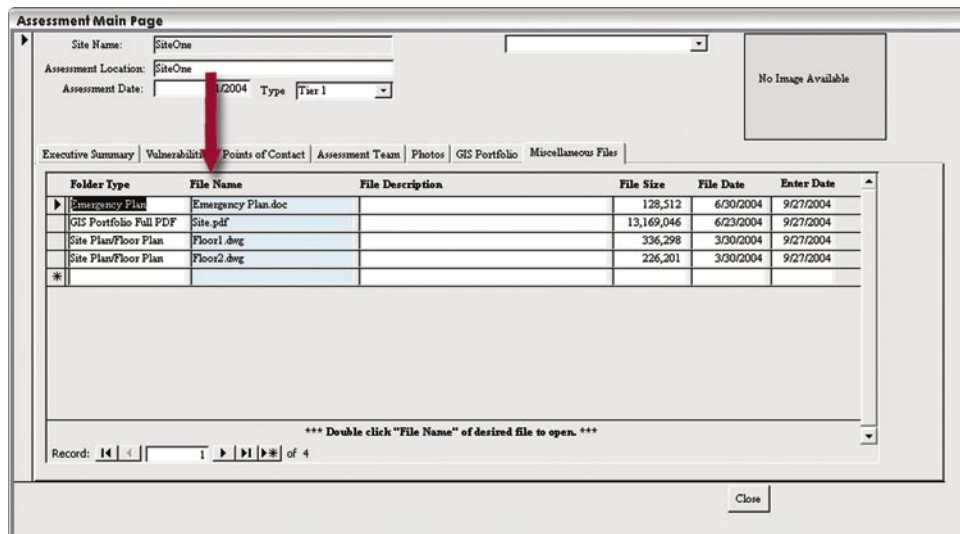 Assessment Main Page
Site Name: SiteOne
Assessment Location: SiteOne
Assessment Date: 1/2004 Type Tier 1
No Image Available
Executive Summary Points of Contact Assessment Team Photos GIS Portfolio Miscellaneous Files
Folder Type File Name File Description File Size File Date Enter Date
Emergency Plan Emergency Plan.doc 128,512 6/30/2004 9/27/2004
GIS Portfolio Full PDF Site.pdf 13,169,046 6/23/2004 9/27/2004
Site Plan/Floor Plan Floor1.dwg 336,298 3/30/2004 9/27/2004
Site Plan/Floor Plan Floor2.dwg 226,201 3/30/2004 9/27/2004
*** Double click "File Name" of desired file to open. ***
Record: 1 of 4
Close